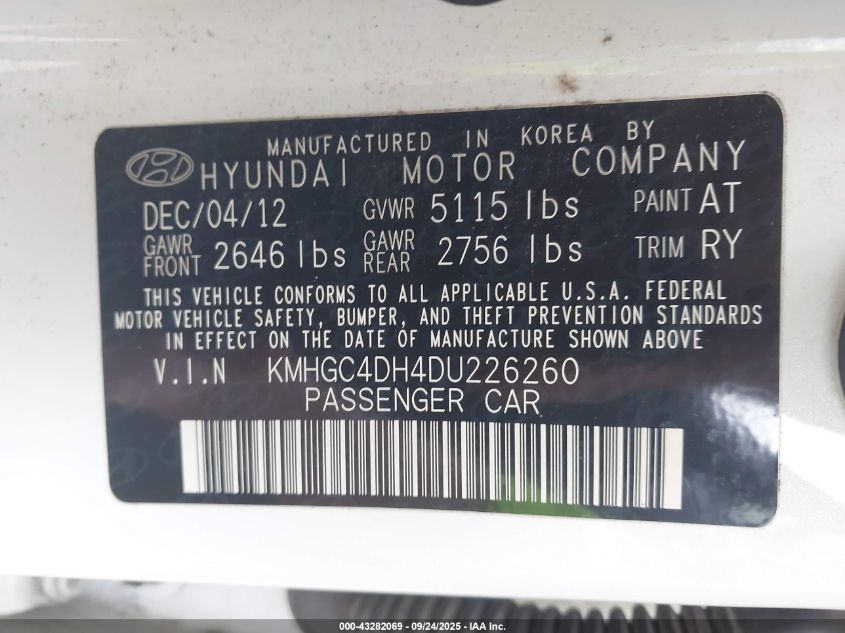 MANUFACTURED IN KOREA BY
HYUNDAI MOTOR COMPANY
DEC/04/12 GVWR 5115 lbs PAINT AT
GAWR FRONT 2646 lbs GAWR REAR 2756 lbs TRIM RY
THIS VEHICLE CONFORMS TO ALL APPLICABLE U.S.A. FEDERAL
MOTOR VEHICLE SAFETY, BUMPER, AND THEFT PREVENTION STANDARDS
IN EFFECT ON THE DATE OF MANUFACTURE SHOWN ABOVE
V.I.N KMHGC4DH4DU226260
PASSENGER CAR
000-43282069 - 09/24/2025 - IAA Inc.